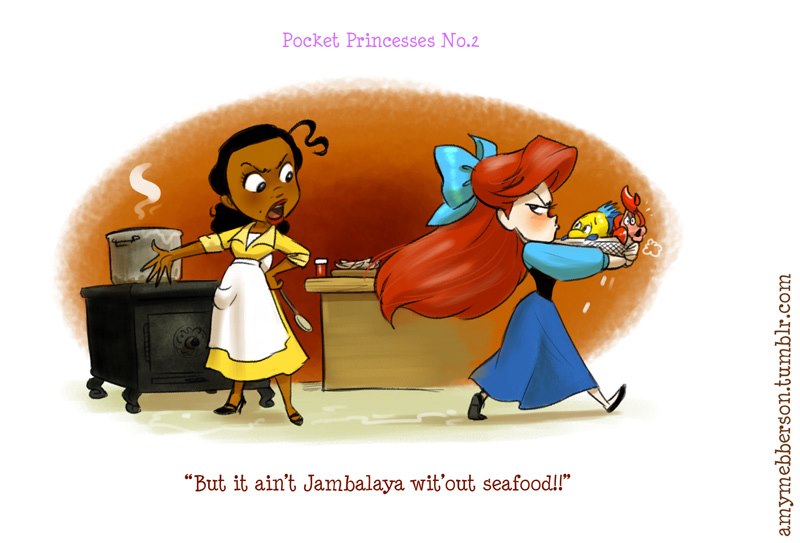 Pocket Princesses No.2
“But it ain't Jambalaya wit'out seafood!!”
amymebberson.tumblr.com